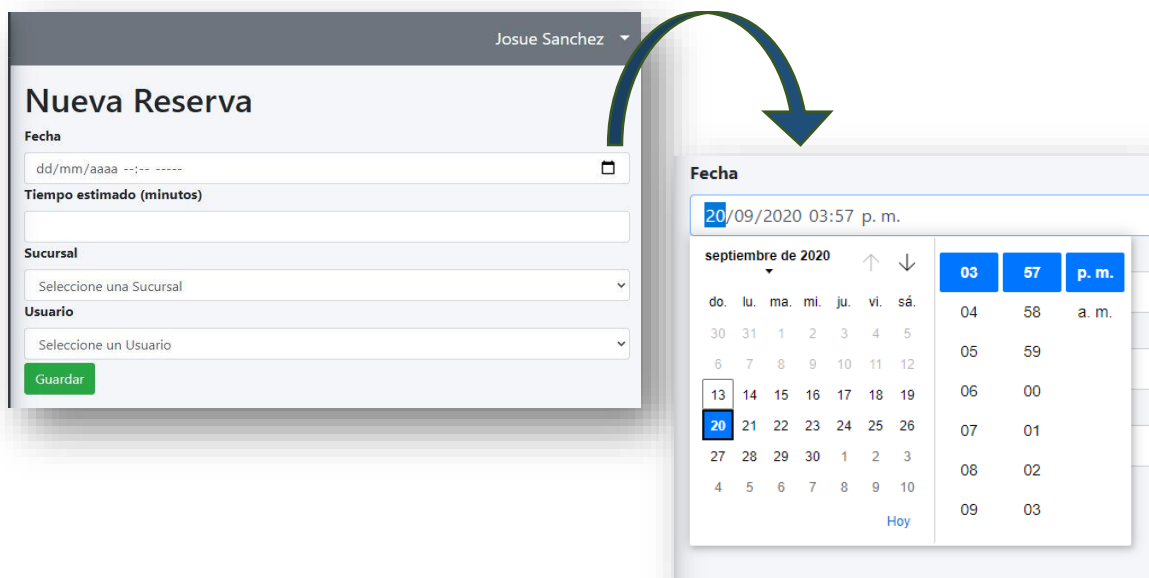 Josue Sanchez
Nueva Reserva
Fecha
dd/mm/aaaa --:-- -----
Tiempo estimado (minutos)
Sucursal
Seleccione una Sucursal
Usuario
Seleccione un Usuario
Guardar
Fecha
20/09/2020 03:57 p. m.
septiembre de 2020
do. lu. ma. mi. ju. vi. sá.
30 31 1 2 3 4 5
6 7 8 9 10 11 12
13 14 15 16 17 18 19
20 21 22 23 24 25 26
27 28 29 30 1 2 3
4 5 6 7 8 9 10
Hoy
03 57 p. m.
04 58 a. m.
05 59
06 00
07 01
08 02
09 03